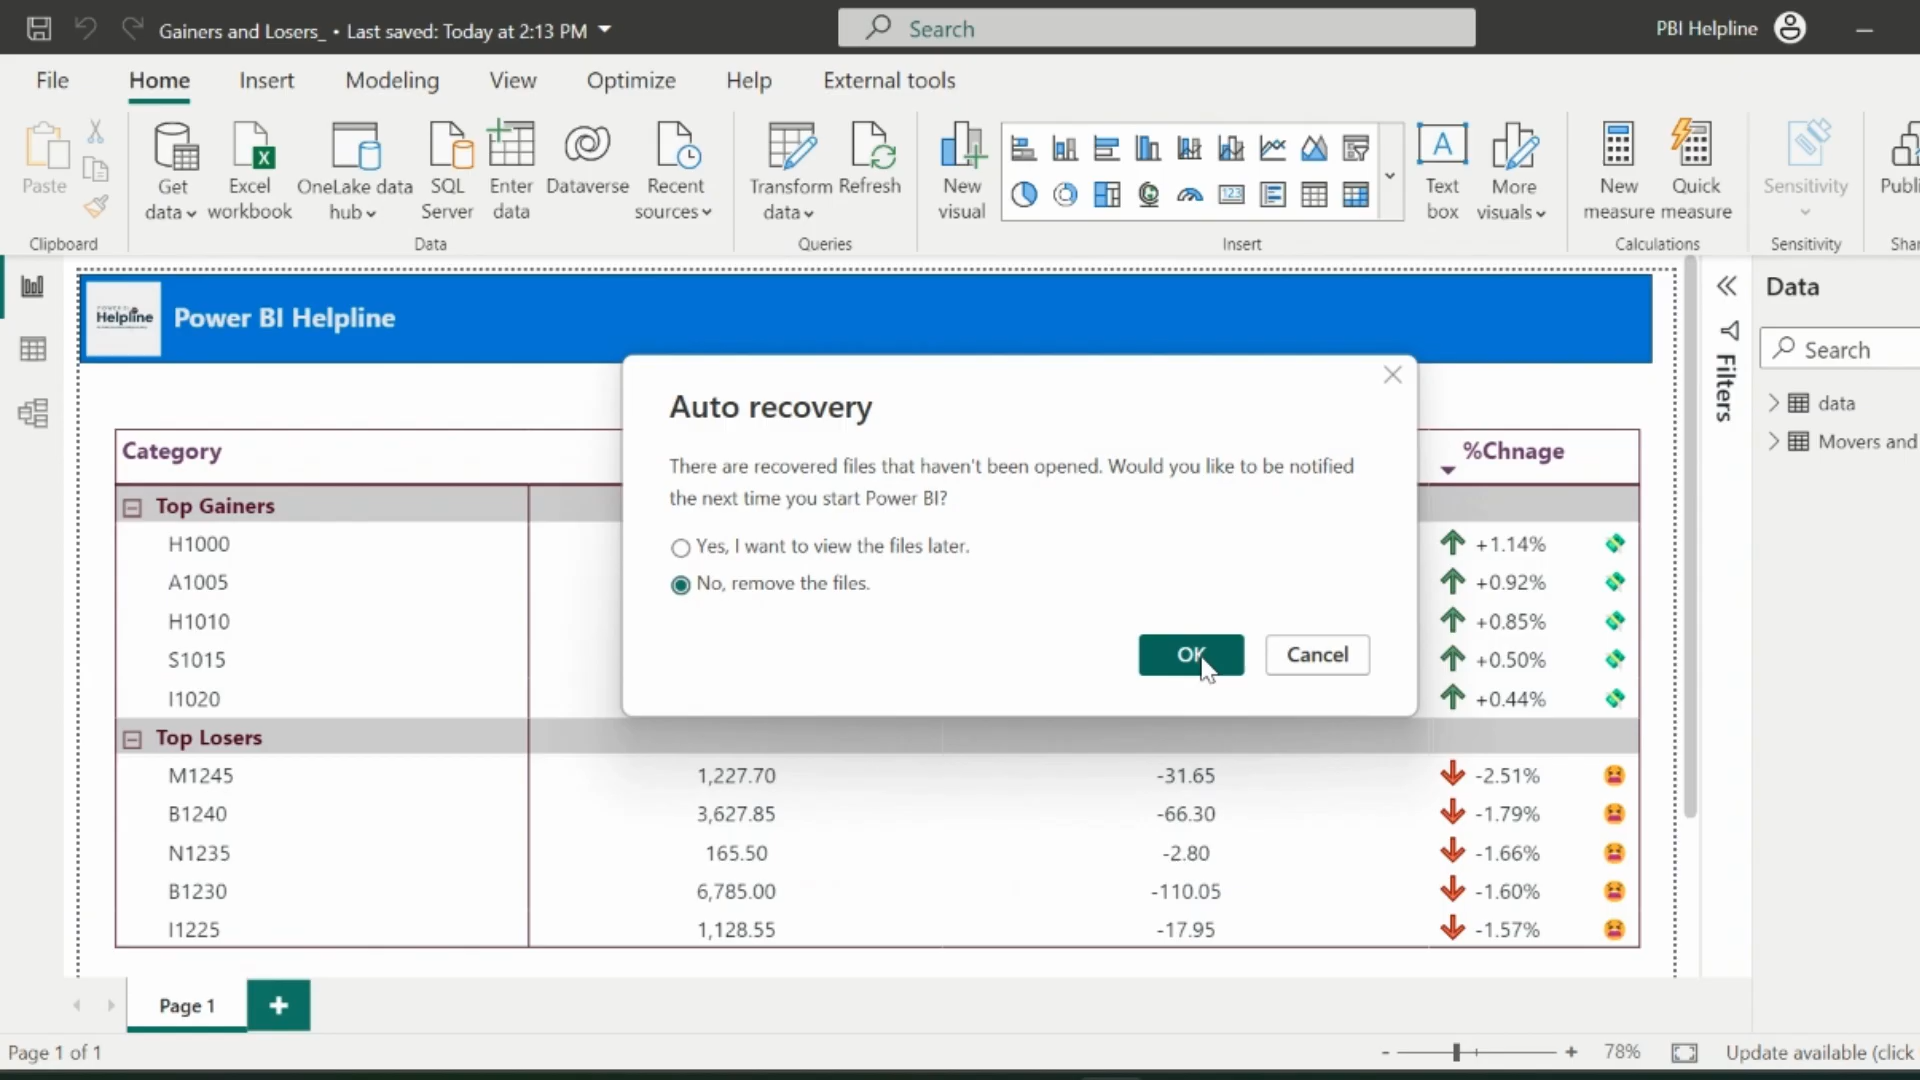 Gainers and Losers_ • Last saved: Today at 2:13 PM
Search
PBI Helpline
File
Home
Insert
Modeling
View
Optimize
Help
External tools
Paste
Get data
Excel workbook
OneLake data hub
SQL Server
Enter data
Dataverse
Recent sources
Transform data
Refresh
New visual
Text box
More visuals
New measure
Quick measure
Sensitivity
Clipboard
Data
Queries
Insert
Calculations
Sensitivity
Helpline
Power BI Helpline
Auto recovery
There are recovered files that haven't been opened. Would you like to be notified
the next time you start Power BI?
Yes, I want to view the files later.
No, remove the files.
OK
Cancel
Category
%Chnage
Top Gainers
H1000 +1.14%
A1005 +0.92%
H1010 +0.85%
S1015 +0.50%
I1020 +0.44%
Top Losers
M1245 1,227.70 -31.65 -2.51%
B1240 3,627.85 -66.30 -1.79%
N1235 165.50 -2.80 -1.66%
B1230 6,785.00 -110.05 -1.60%
I1225 1,128.55 -17.95 -1.57%
Filters
Data
Search
data
Movers and
Page 1
Page 1 of 1
- + 78%
Update available (click